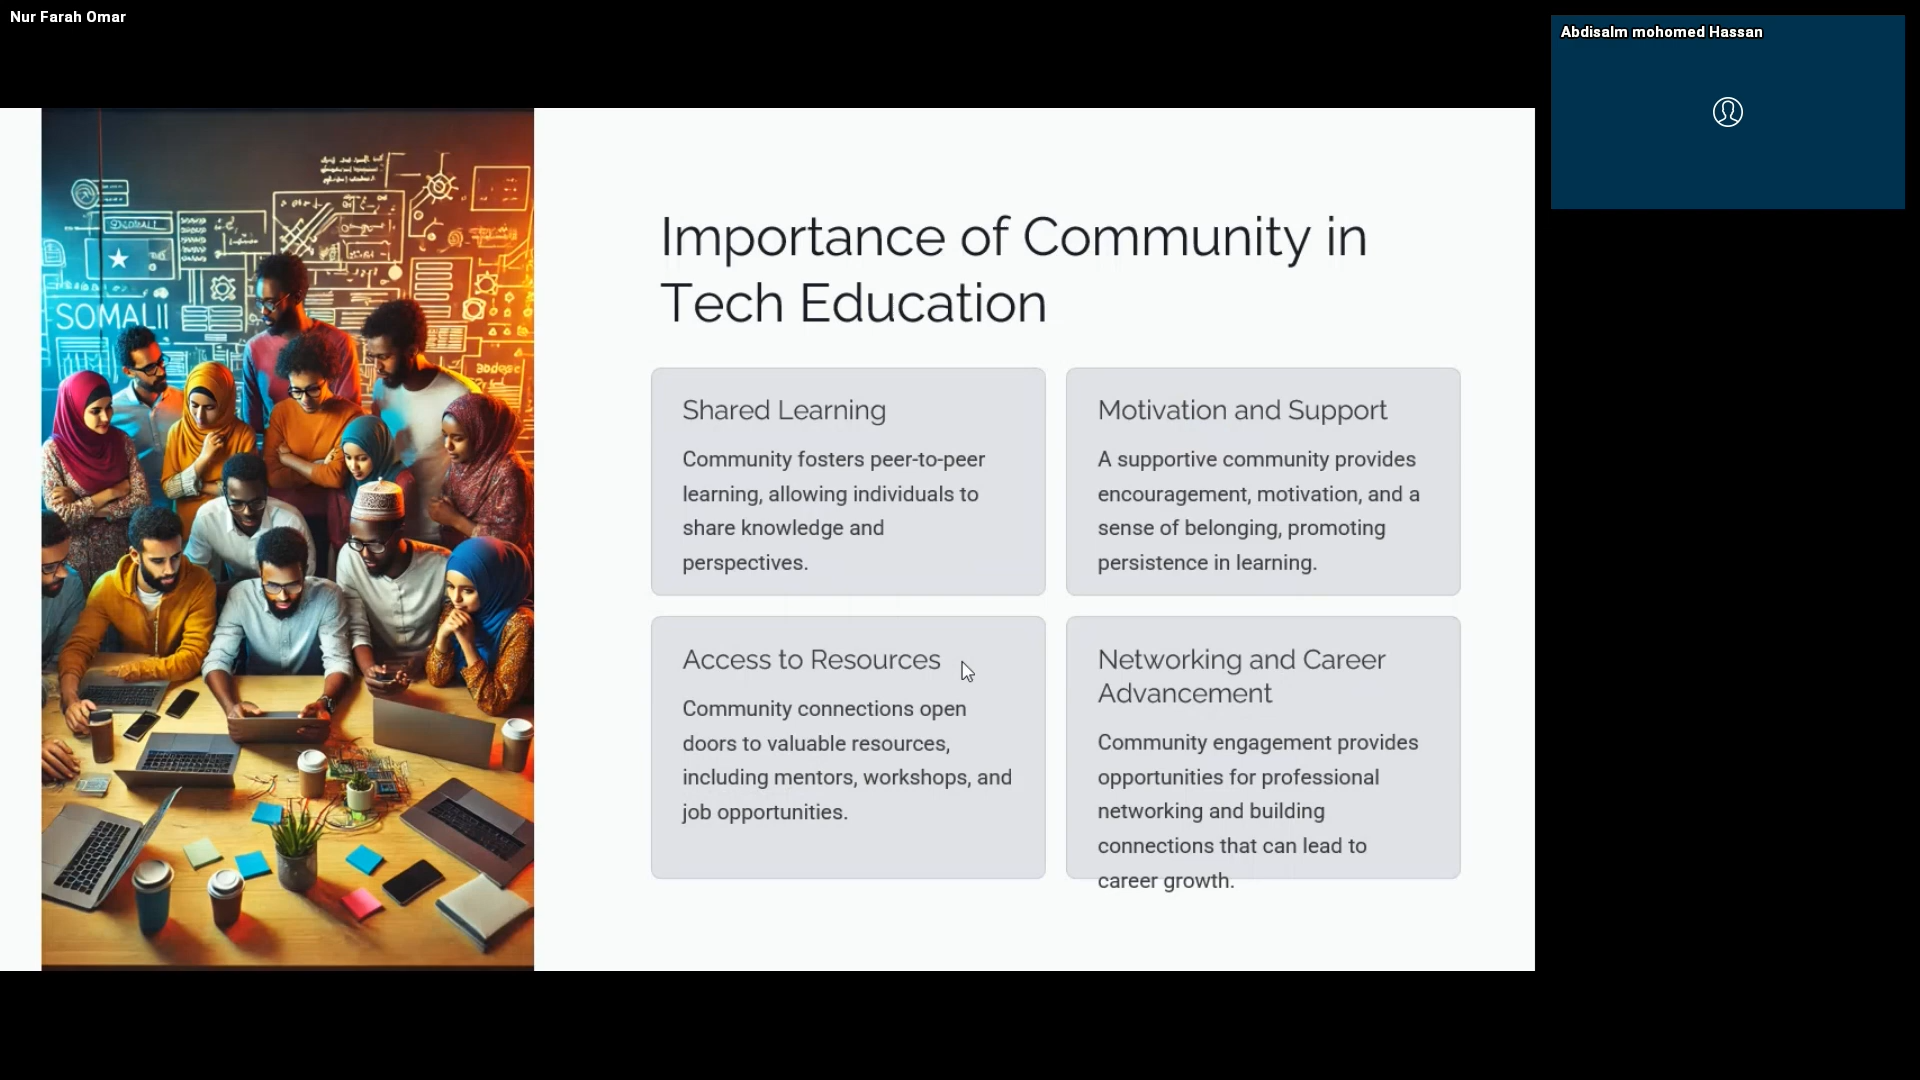 Nur Farah Omar
Abdisalm mohomed Hassan
SOMALII
Importance of Community in
Tech Education
Shared Learning
Community fosters peer-to-peer
learning, allowing individuals to
share knowledge and
perspectives.
Motivation and Support
A supportive community provides
encouragement, motivation, and a
sense of belonging, promoting
persistence in learning.
Access to Resources
Community connections open
doors to valuable resources,
including mentors, workshops, and
job opportunities.
Networking and Career
Advancement
Community engagement provides
opportunities for professional
networking and building
connections that can lead to
career growth.